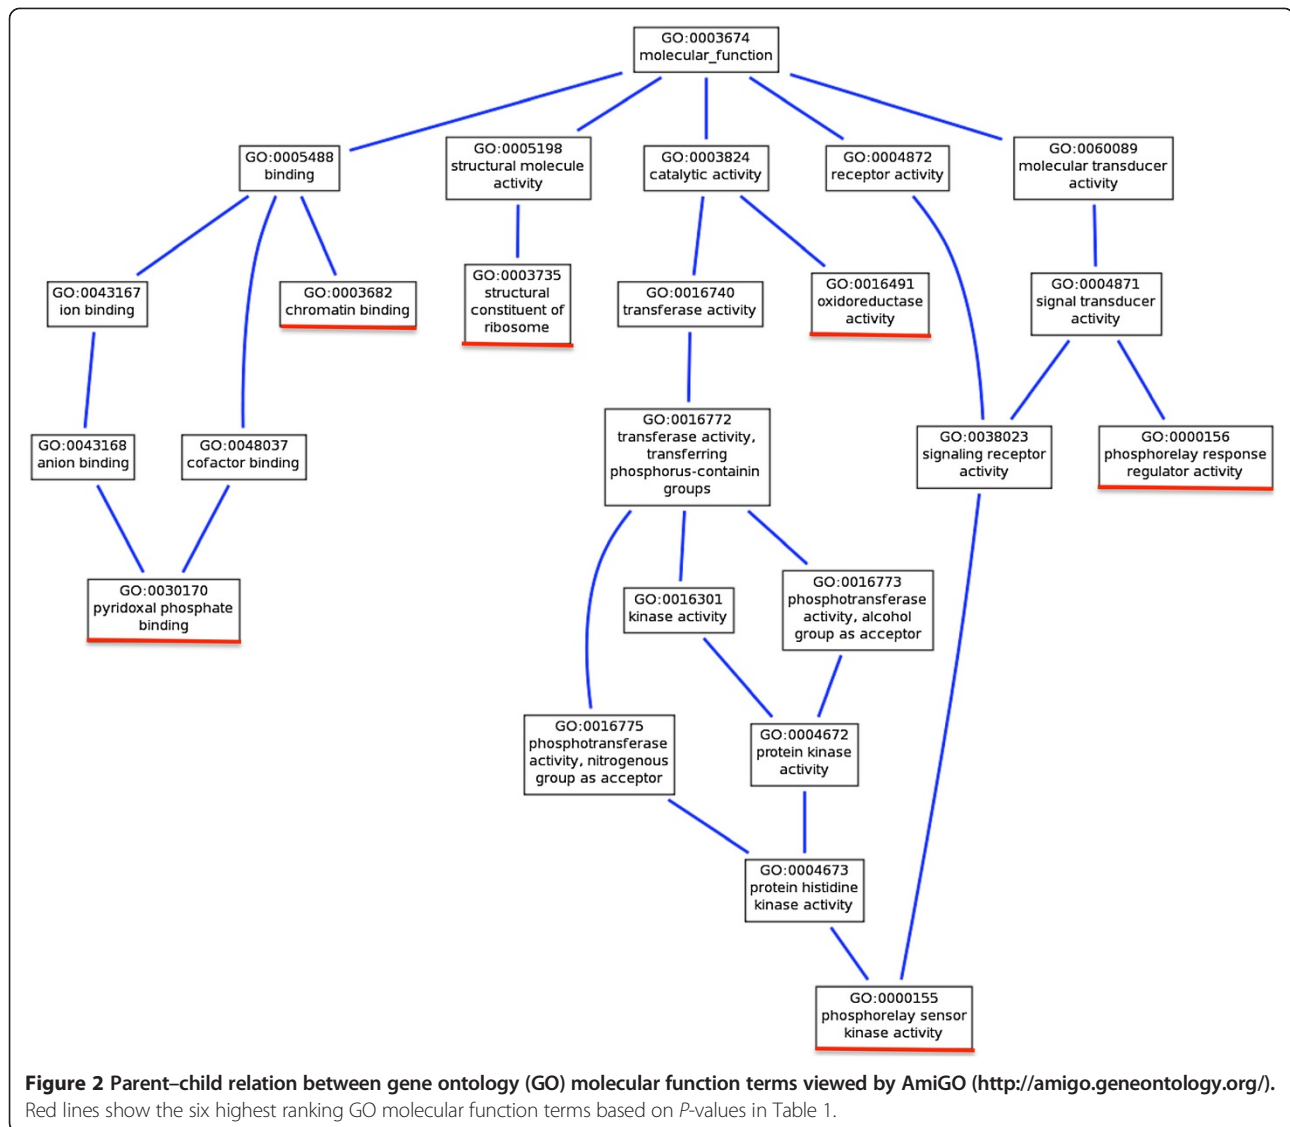 GO:0003674
molecular_function
GO:0005488
binding
GO:0005198
structural molecule
activity
GO:0003824
catalytic activity
GO:0004872
receptor activity
GO:0060089
molecular transducer
activity
GO:0043167
ion binding
GO:0003682
chromatin binding
GO:0003735
structural
constituent of
ribosome
GO:0016740
transferase activity
GO:0016491
oxidoreductase
activity
GO:0004871
signal transducer
activity
GO:0043168
anion binding
GO:0048037
cofactor binding
GO:0016772
transferase activity,
transferring
phosphorus-containin
groups
GO:0038023
signaling receptor
activity
GO:0000156
phosphorelay response
regulator activity
GO:0030170
pyridoxal phosphate
binding
GO:0016301
kinase activity
GO:0016773
phosphotransferase
activity, alcohol
group as acceptor
GO:0016775
phosphotransferase
activity, nitrogenous
group as acceptor
GO:0004672
protein kinase
activity
GO:0004673
protein histidine
kinase activity
GO:0000155
phosphorelay sensor
kinase activity
Figure 2 Parent–child relation between gene ontology (GO) molecular function terms viewed by AmiGO (http://amigo.geneontology.org/).
Red lines show the six highest ranking GO molecular function terms based on P-values in Table 1.